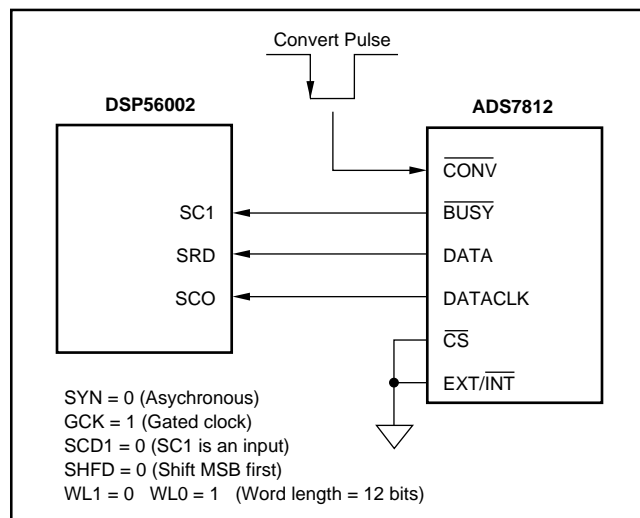 Convert Pulse
DSP56002
ADS7812
CONV
SC1
BUSY
SRD
DATA
SCO
DATACLK
CS
EXT/INT
SYN = 0 (Asychronous)
GCK = 1 (Gated clock)
SCD1 = 0 (SC1 is an input)
SHFD = 0 (Shift MSB first)
WL1 = 0 WL0 = 1 (Word length = 12 bits)